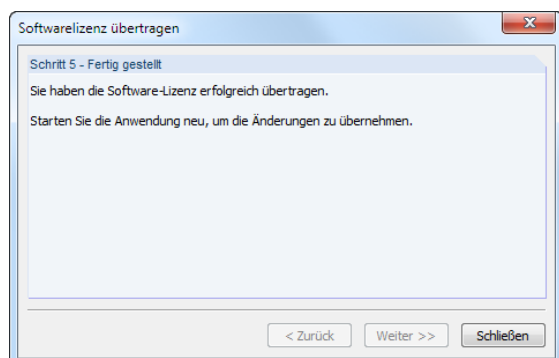 Softwarelizenz übertragen
Schritt 5 - Fertig gestellt
Sie haben die Software-Lizenz erfolgreich übertragen.
Starten Sie die Anwendung neu, um die Änderungen zu übernehmen.
< Zurück
Weiter >>
Schließen